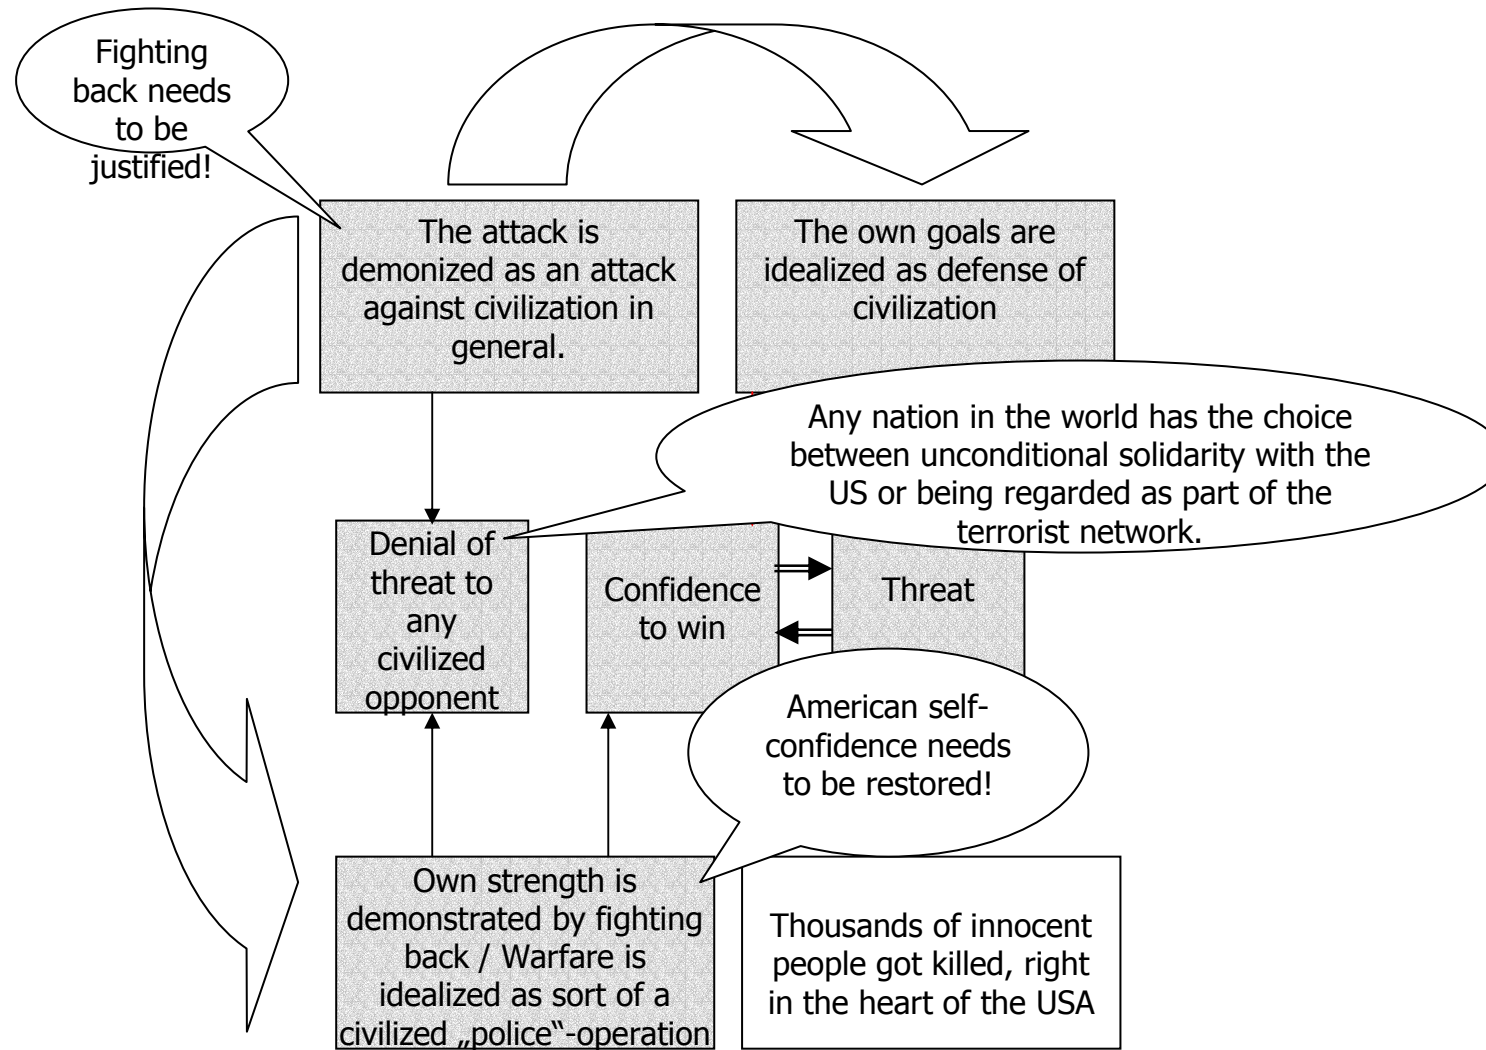 Fighting
back needs
to be
justified!
The attack is
demonized as an attack
against civilization in
general.
The own goals are
idealized as defense of
civilization
Any nation in the world has the choice
between unconditional solidarity with the
US or being regarded as part of the
terrorist network.
Denial of
threat to
any
civilized
opponent
Confidence
to win
Threat
American self-
confidence needs
to be restored!
Own strength is
demonstrated by fighting
back / Warfare is
idealized as sort of a
civilized „police“-operation
Thousands of innocent
people got killed, right
in the heart of the USA